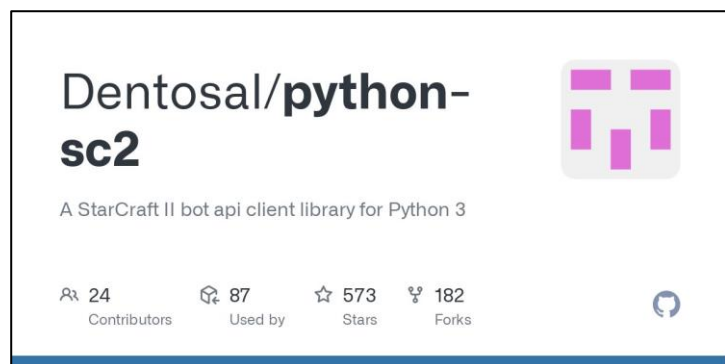 Dentosal/python-
sc2
A StarCraft II bot api client library for Python 3
24 87 573 182
Contributors Used by Stars Forks